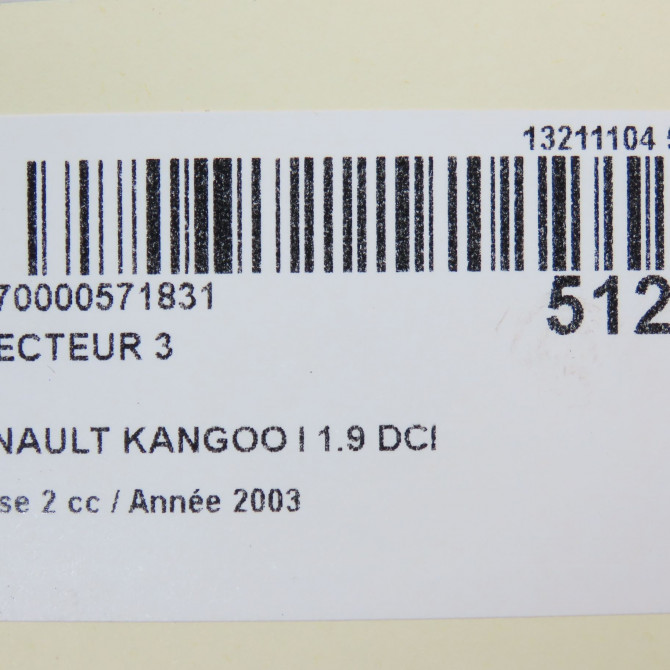 13211104
70000571831
512
ECTEUR 3
NAULT KANGOO I 1.9 DCI
se 2 cc / Année 2003